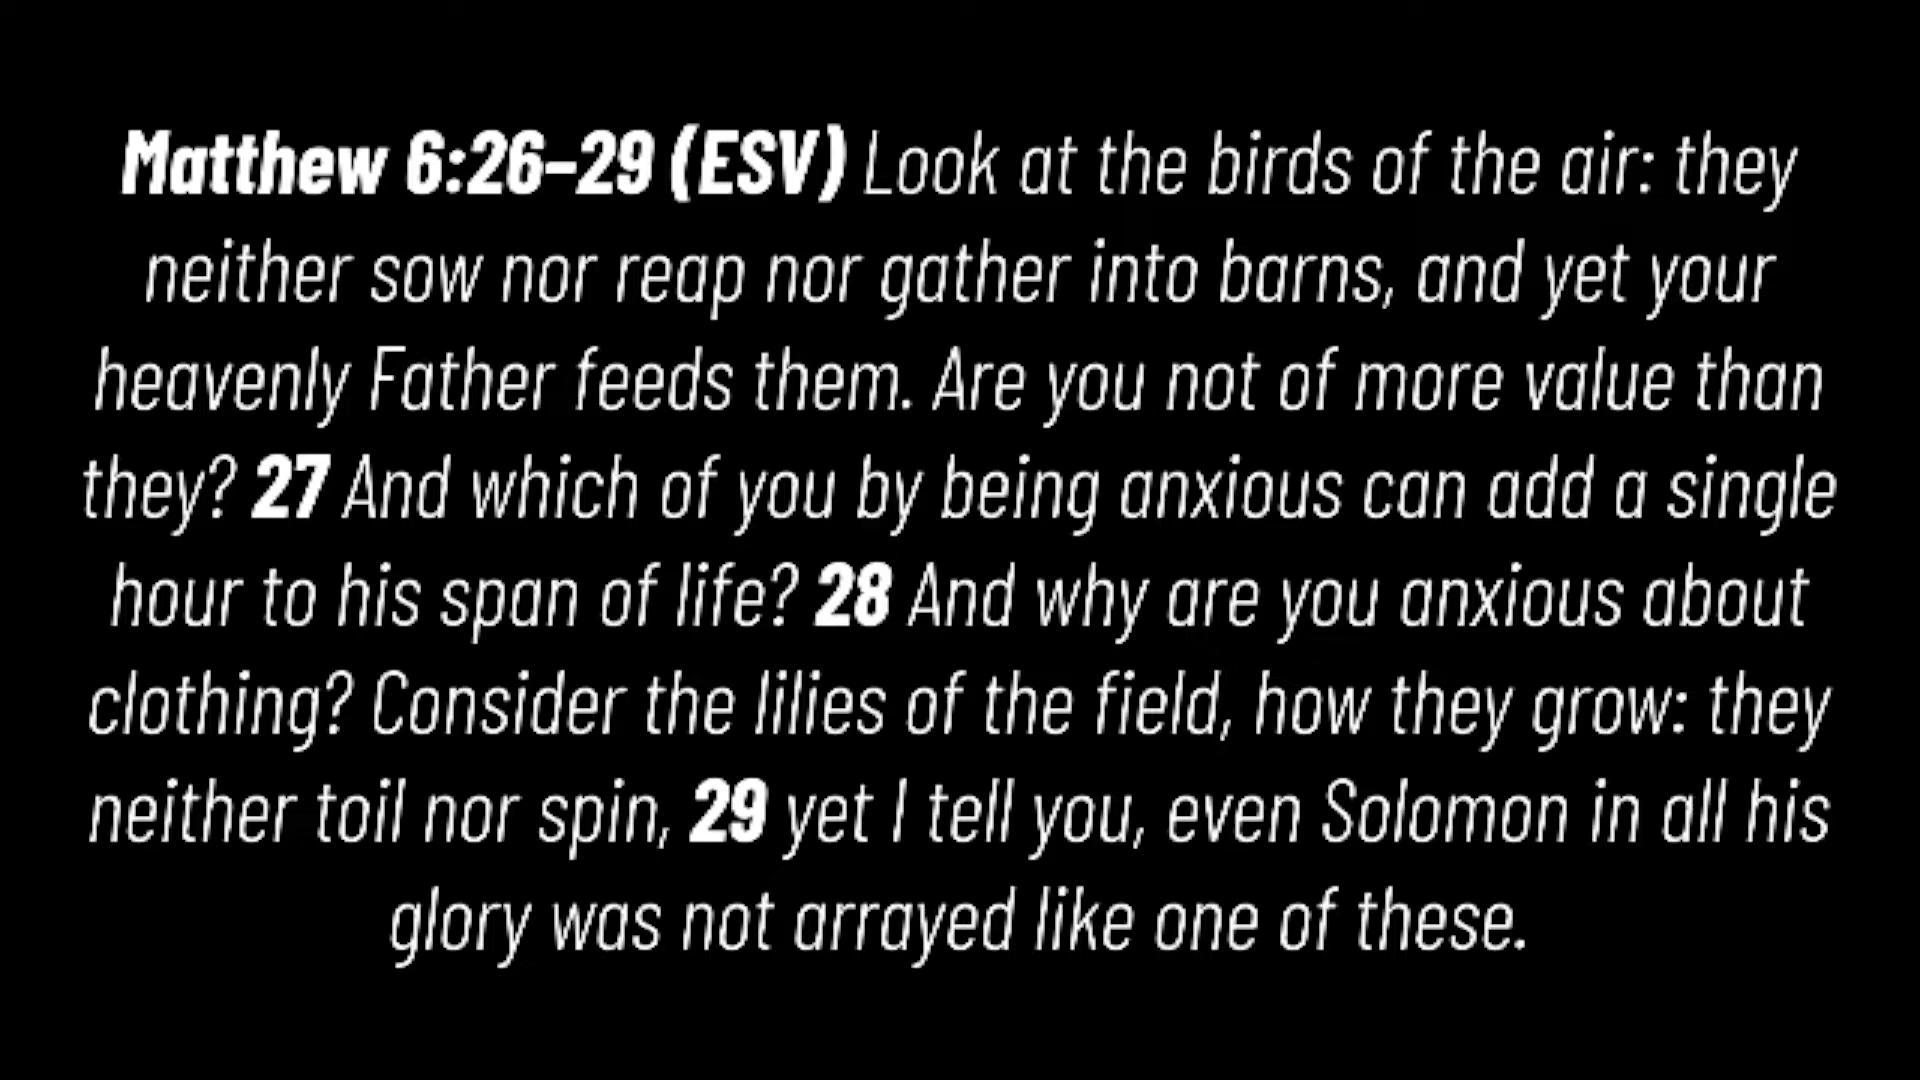 Matthew 6:26–29 (ESV) Look at the birds of the air: they
neither sow nor reap nor gather into barns, and yet your
heavenly Father feeds them. Are you not of more value than
they? 27 And which of you by being anxious can add a single
hour to his span of life? 28 And why are you anxious about
clothing? Consider the lilies of the field, how they grow: they
neither toil nor spin, 29 yet I tell you, even Solomon in all his
glory was not arrayed like one of these.